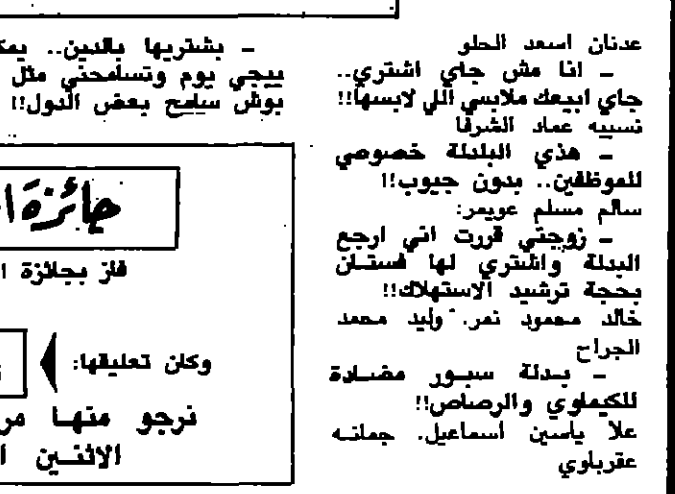 عدنان اسعد الحلو
ـ انا مش جاي اشتري..
جاي ابيعك ملابسي اللي لابسها!!
نسيبه عماد الشرفا
ـ هذي البدلة خصوصي
للموظفين.. بدون جيوب!!
سالم مسلم عويمر:
ـ زوجتي قررت اني ارجع
البدلة واشتري لها فستان
بحجة ترشيد الاستهلاك!!
خالد محمود نمر. وليد محمد
الجراح
ـ بدلة سبور مضادة
للكيماوي والرصاص!!
علا ياسين اسماعيل. جمانه
عقرباوي
ـ بشتريها بالدين..
بيجي يوم وتسامحني مثل
بوش سامح بعض الدول!!
جائزة
فاز بجائزة
وكان تعليقها:
نرجو منها
الاثنين